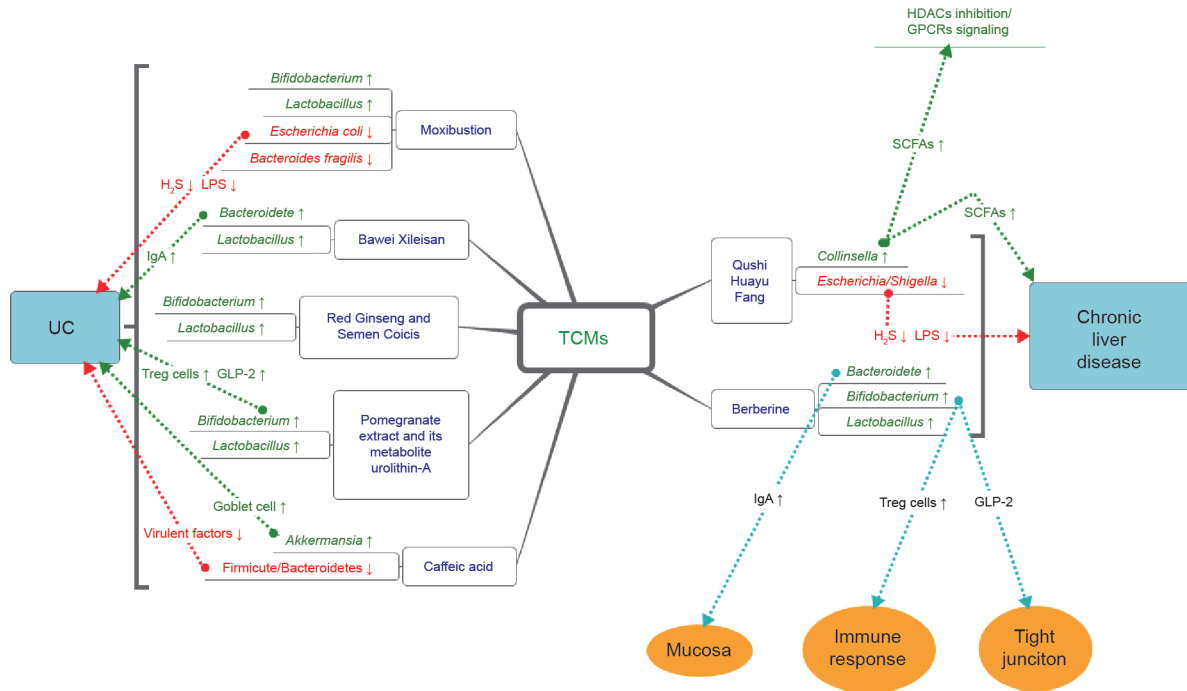 HDACs inhibition/
GPCRs signaling
Bifidobacterium ↑
Lactobacillus ↑
Escherichia coli ↓
Bacteroides fragilis ↓
Moxibustion
H₂S ↓ LPS ↓
SCFAs ↑
SCFAs ↑
Bacteroidete ↑
Lactobacillus ↑
Bawei Xileisan
IgA ↑
Qushi
Huayu
Fang
Collinsella ↑
Escherichia/Shigella ↓
H₂S ↓ LPS ↓
UC
Bifidobacterium ↑
Lactobacillus ↑
Red Ginseng and
Semen Coicis
TCMs
Chronic
liver
disease
Treg cells ↑ GLP-2 ↑
Bifidobacterium ↑
Lactobacillus ↑
Pomegranate
extract and its
metabolite
urolithin-A
Berberine
Bacteroidete ↑
Bifidobacterium ↑
Lactobacillus ↑
Goblet cell ↑
Virulent factors ↓
Akkermansia ↑
Firmicute/Bacteroidetes ↓
Caffeic acid
IgA ↑
Treg cells ↑
GLP-2
Mucosa
Immune
response
Tight
junciton